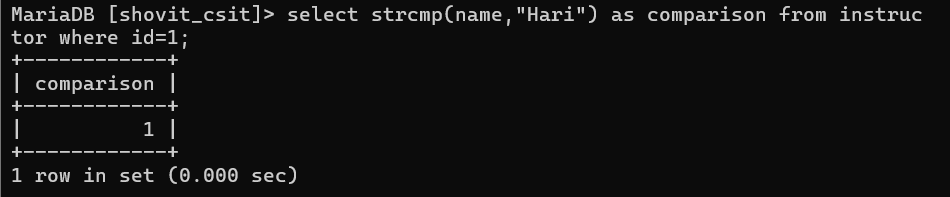 MariaDB [shovit_csit]> select strcmp(name,"Hari") as comparison from instruc
tor where id=1;
+------------+
| comparison |
+------------+
|          1 |
+------------+
1 row in set (0.000 sec)